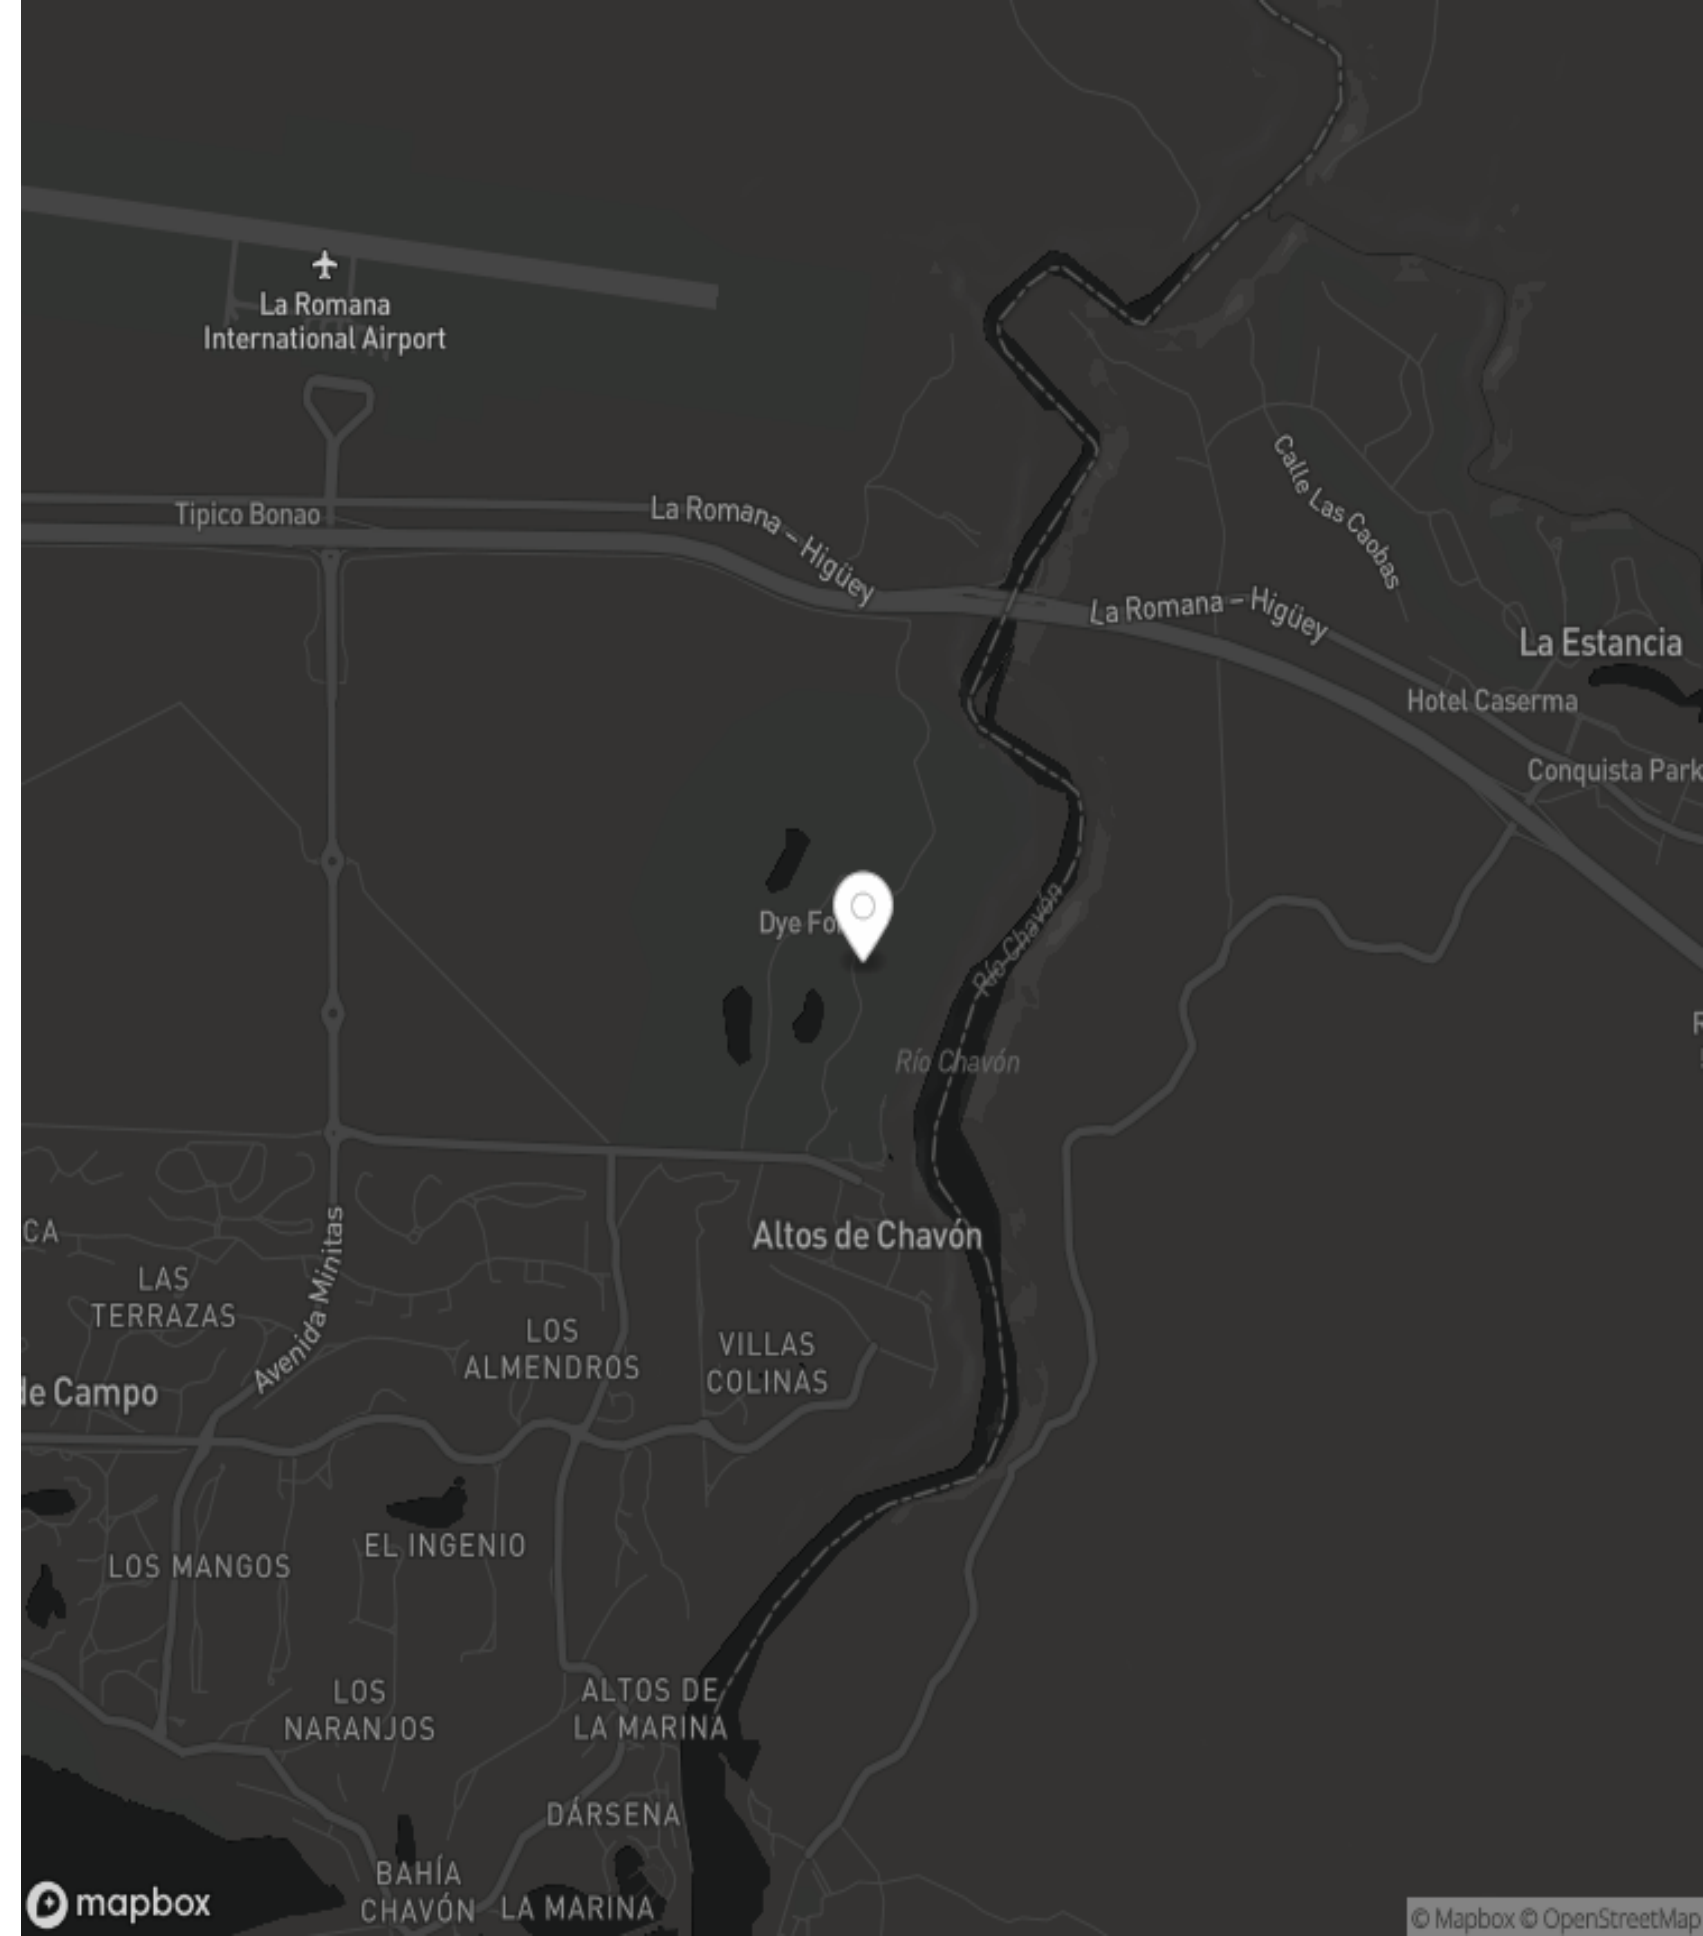 La Romana
International Airport
Tipico Bonao
La Romana – Higüey
Calle Las Caobas
La Romana – Higüey
La Estancia
Hotel Caserma
Conquista Park
Dye Fo
Río Chavón
Río Chavón
R
Altos de Chavón
CA
Avenida Minitas
LAS
TERRAZAS
LOS
ALMENDROS
VILLAS
COLINAS
de Campo
EL INGENIO
LOS MANGOS
LOS
NARANJOS
ALTOS DE
LA MARINA
DÁRSENA
BAHÍA
CHAVÓN
LA MARINA
mapbox
© Mapbox © OpenStreetMap